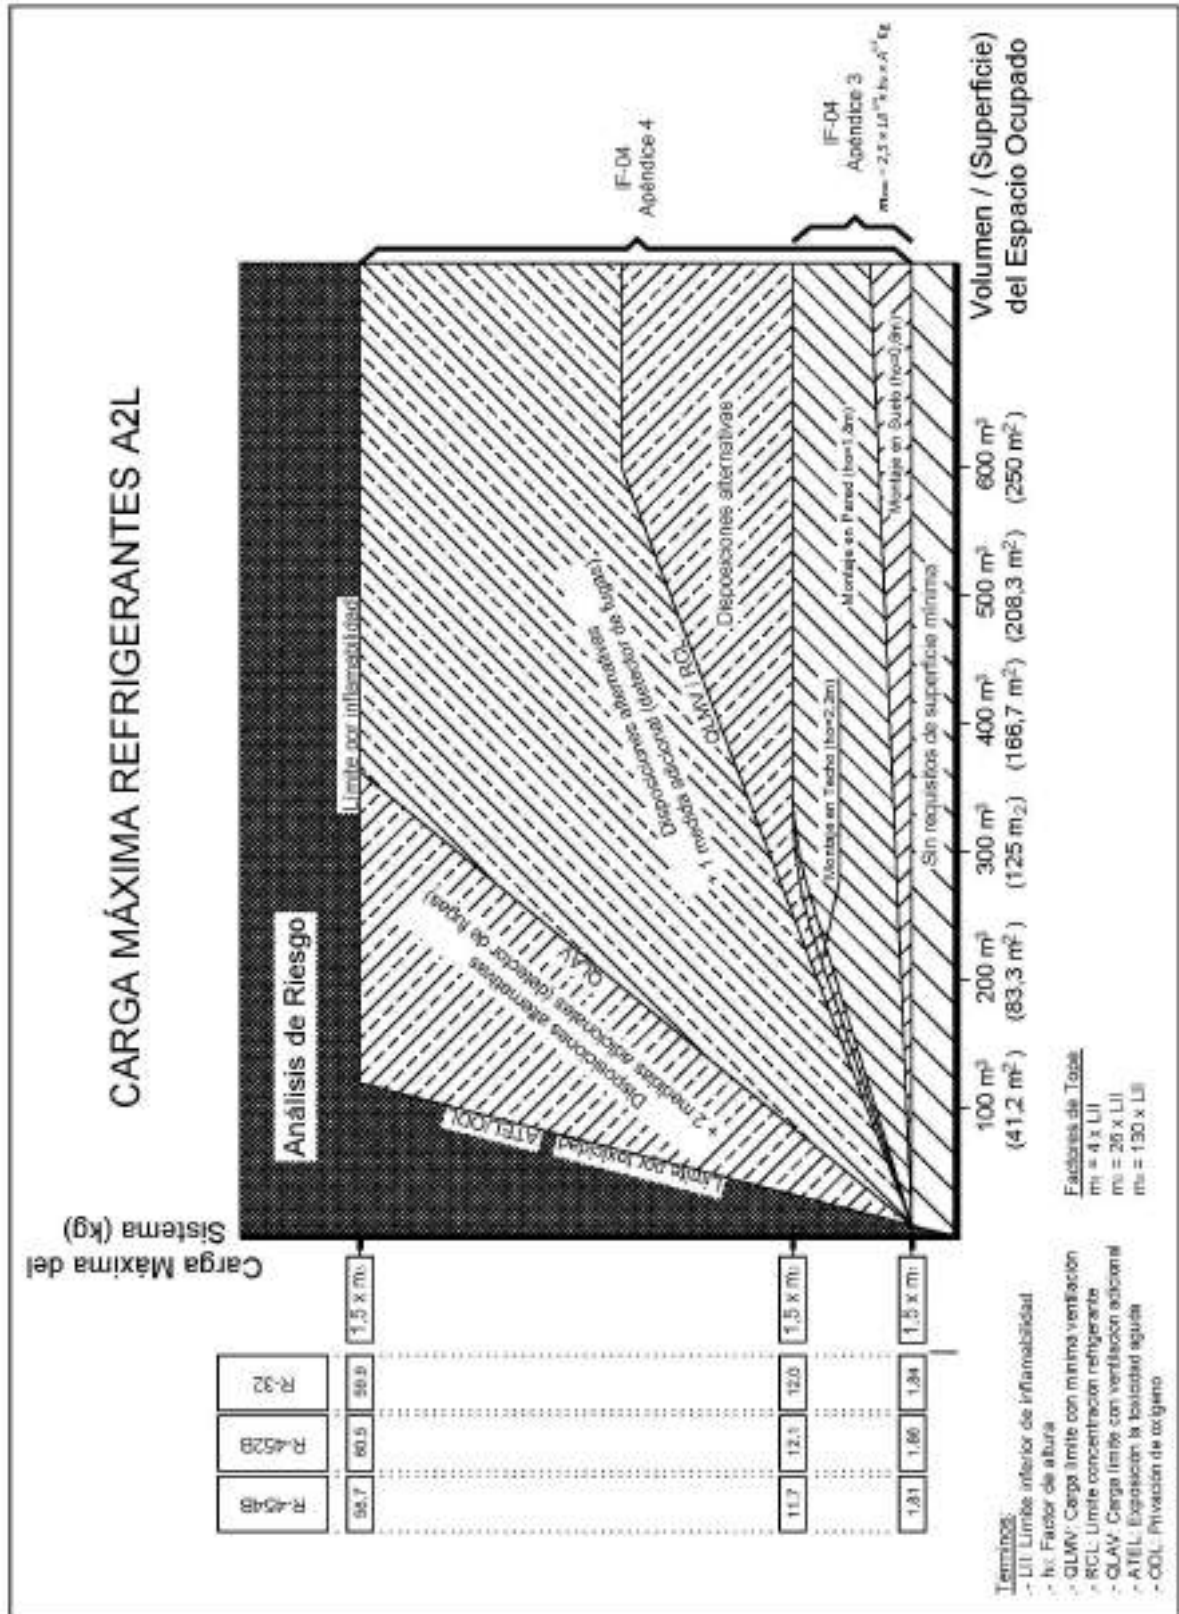 CARGA MÁXIMA REFRIGERANTES A2L
Carga Máxima del
Sistema (kg)
Análisis de Riesgo
Límite por inflamabilidad
Límite por toxicidad
ATEL/ODL
Disposiciones alternativas
+ 2 medidas adicionales (detector de fugas)
QLAV
Disposiciones alternativas
+ 1 medida adicional (detector de fugas)
QLMV / RCL
Disposiciones alternativas
Montaje en Techo (ho=2,2m)
Montaje en Pared (ho=1,8m)
Montaje en Suelo (ho=0,6m)
Sin requisitos de superficie mínima
IF-04
Apéndice 4
IF-04
Apéndice 3
Volumen / (Superficie)
del Espacio Ocupado
100 m³ 200 m³ 300 m³ 400 m³ 500 m³ 600 m³
(41,2 m²) (83,3 m²) (125 m2) (166,7 m²) (208,3 m²) (250 m²)
R-454B R-452B R-32
58,7 60,5 59,9 1,5 x m₃
11,7 12,1 12,0 1,5 x m₂
1,81 1,86 1,84 1,5 x m₁
Terminos:
.- LII: Límite inferior de inflamabilidad
.- h₀: Factor de altura
.- QLMV: Carga límite con mínima ventilación
.- RCL: Límite concentración refrigerante
.- QLAV: Carga límite con ventilación adicional
.- ATEL: Exposición la toxicidad aguda
.- ODL: Privación de oxígeno
Factores de Tope:
m₁ = 4 x LII
m₂ = 26 x LII
m₃ = 130 x LII